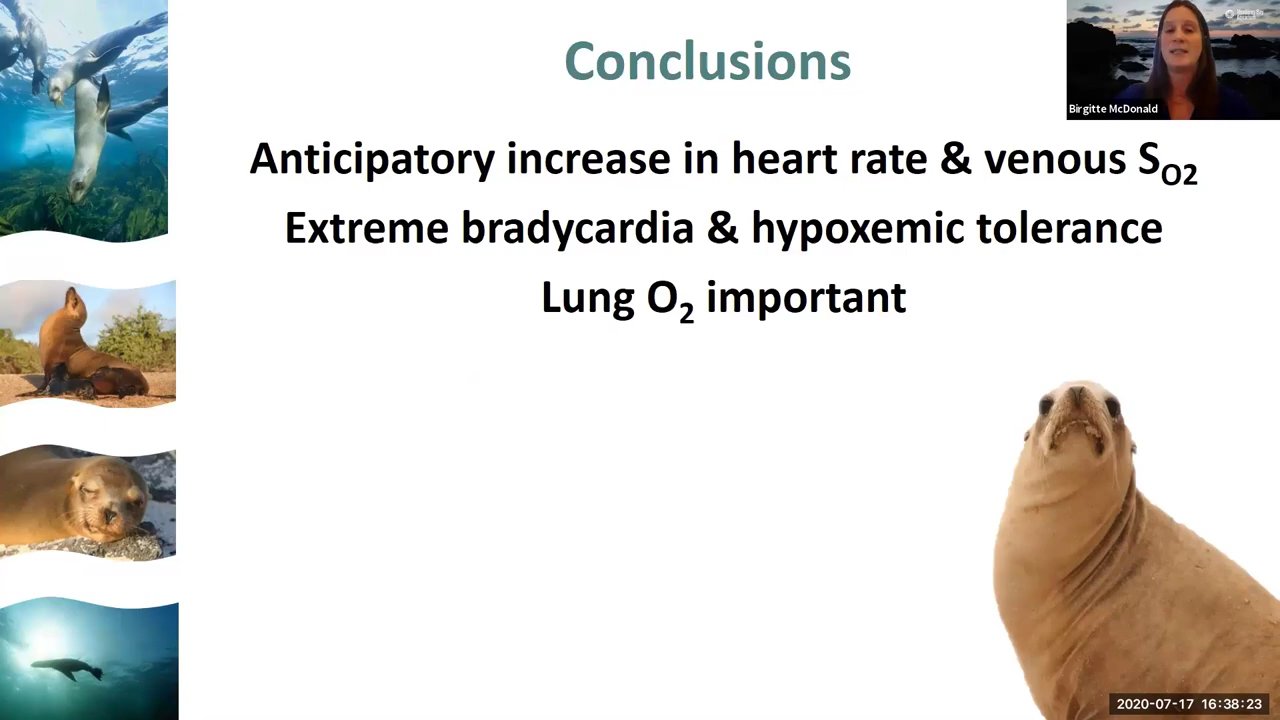 Conclusions
Anticipatory increase in heart rate & venous SO2
Extreme bradycardia & hypoxemic tolerance
Lung O2 important
Birgitte McDonald
2020-07-17 16:38:23